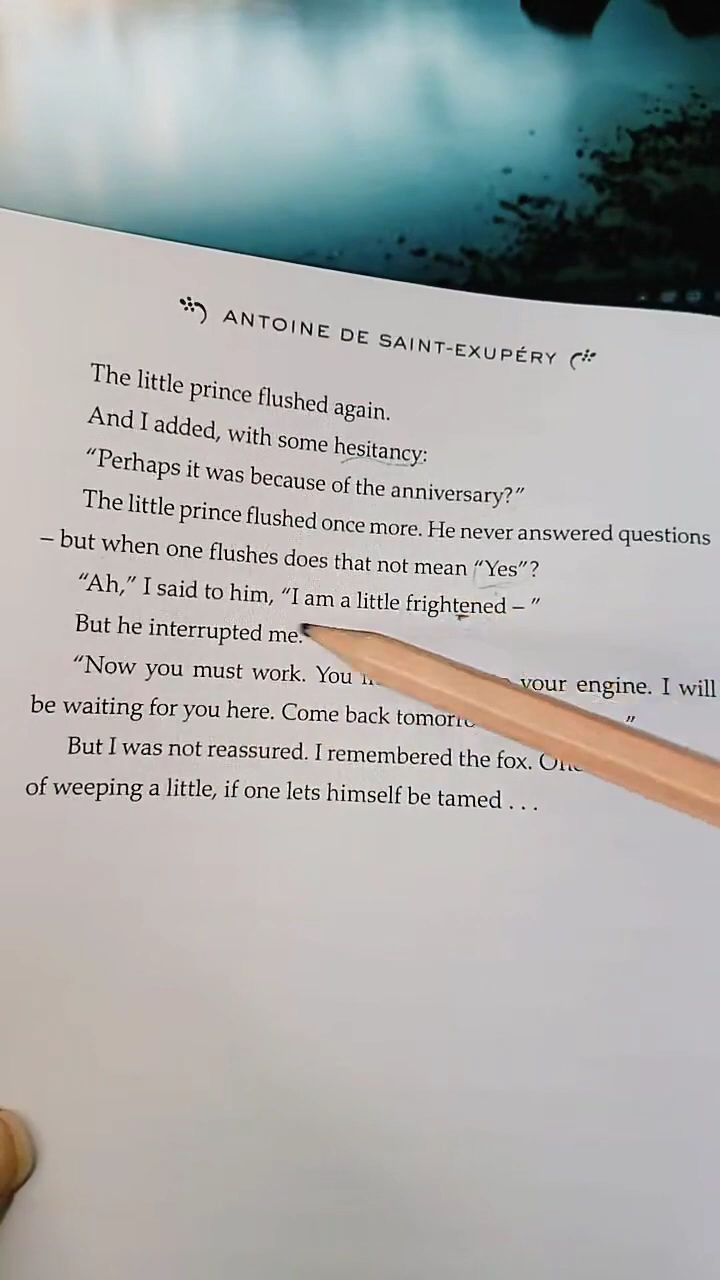 ANTOINE DE SAINT-EXUPÉRY
The little prince flushed again.
And I added, with some hesitancy:
“Perhaps it was because of the anniversary?”
The little prince flushed once more. He never answered questions
– but when one flushes does that not mean “Yes”?
“Ah,” I said to him, “I am a little frightened – ”
But he interrupted me.
“Now you must work. You your engine. I will
be waiting for you here. Come back ”
But I was not reassured. I remembered the fox.
of weeping a little, if one lets himself be tamed . . .